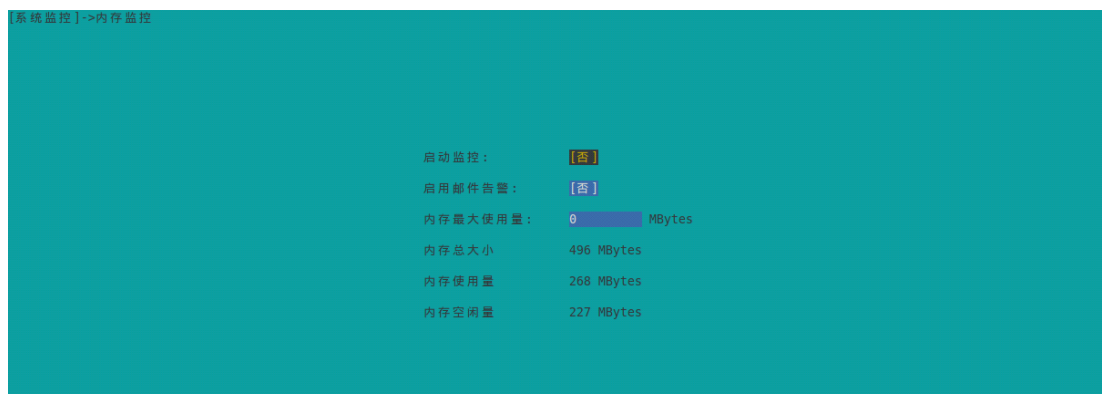 [系统监控]->内存监控
启动监控: [否]
启用邮件告警: [否]
内存最大使用量: 0 MBytes
内存总大小 496 MBytes
内存使用量 268 MBytes
内存空闲量 227 MBytes